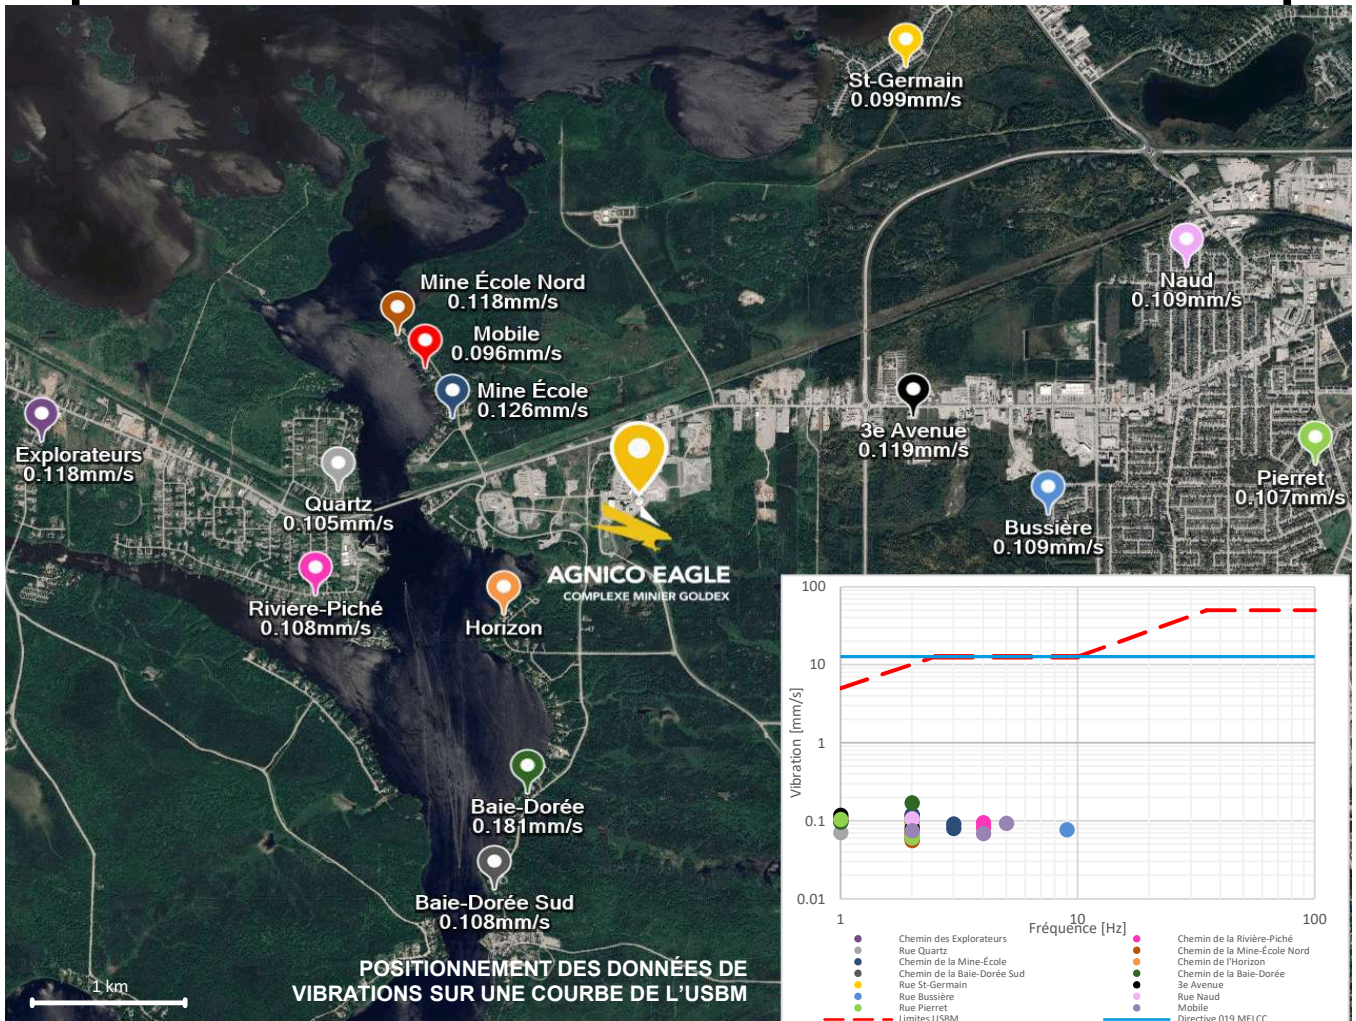 St-Germain
0.099mm/s
Naud
0.109mm/s
Mine École Nord
0.118mm/s
Mobile
0.096mm/s
Mine École
0.126mm/s
Explorateurs
0.118mm/s
3e Avenue
0.119mm/s
Pierret
0.107mm/s
Quartz
0.105mm/s
Bussière
0.109mm/s
AGNICO EAGLE
COMPLEXE MINIER GOLDEX
Riviere-Piché
0.108mm/s
Horizon
Baie-Dorée
0.181mm/s
Baie-Dorée Sud
0.108mm/s
POSITIONNEMENT DES DONNÉES DE
VIBRATIONS SUR UNE COURBE DE L'USBM
1 km
Vibration [mm/s]
100
10
1
0.1
0.01
1
10
100
Fréquence [Hz]
Chemin des Explorateurs
Chemin de la Rivière-Piché
Rue Quartz
Chemin de la Mine-École Nord
Chemin de la Mine-École
Chemin de l'Horizon
Chemin de la Baie-Dorée Sud
Chemin de la Baie-Dorée
Rue St-Germain
3e Avenue
Rue Bussière
Rue Naud
Rue Pierret
Mobile
Limites USBM
Directive 019 MELCC